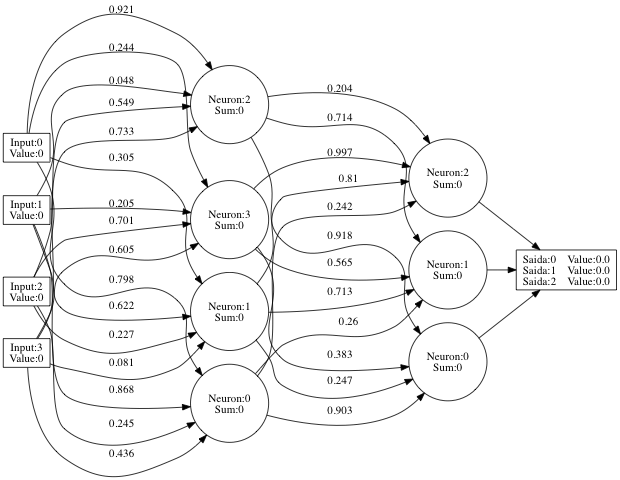 0.921
0.244
0.048
0.549
0.733
0.305
0.205
0.701
0.605
0.798
0.622
0.227
0.081
0.868
0.245
0.436
Input:0
Value:0
Input:1
Value:0
Input:2
Value:0
Input:3
Value:0
Neuron:2
Sum:0
Neuron:3
Sum:0
Neuron:1
Sum:0
Neuron:0
Sum:0
0.204
0.714
0.997
0.81
0.242
0.918
0.565
0.713
0.26
0.383
0.247
0.903
Neuron:2
Sum:0
Neuron:1
Sum:0
Neuron:0
Sum:0
Saida:0 Value:0.0
Saida:1 Value:0.0
Saida:2 Value:0.0